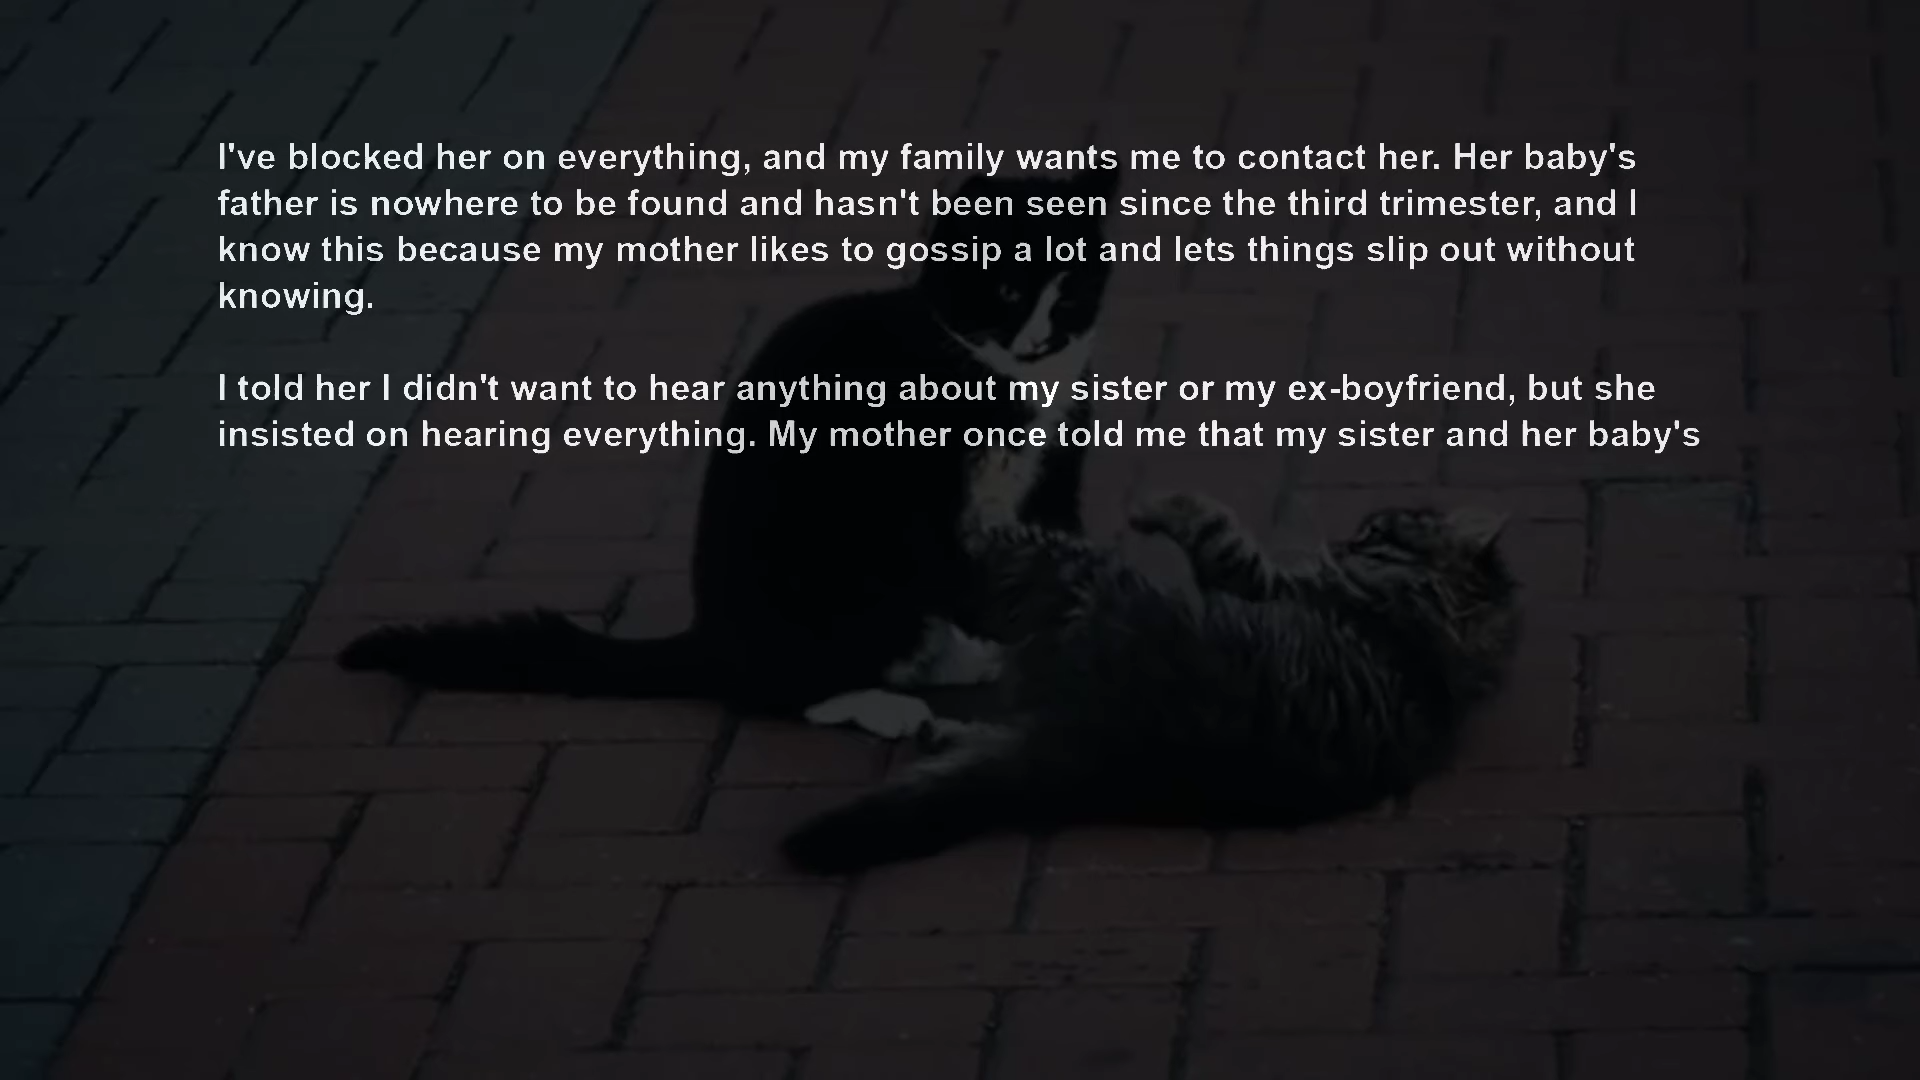 I've blocked her on everything, and my family wants me to contact her. Her baby's
father is nowhere to be found and hasn't been seen since the third trimester, and I
know this because my mother likes to gossip a lot and lets things slip out without
knowing.
I told her I didn't want to hear anything about my sister or my ex-boyfriend, but she
insisted on hearing everything. My mother once told me that my sister and her baby's